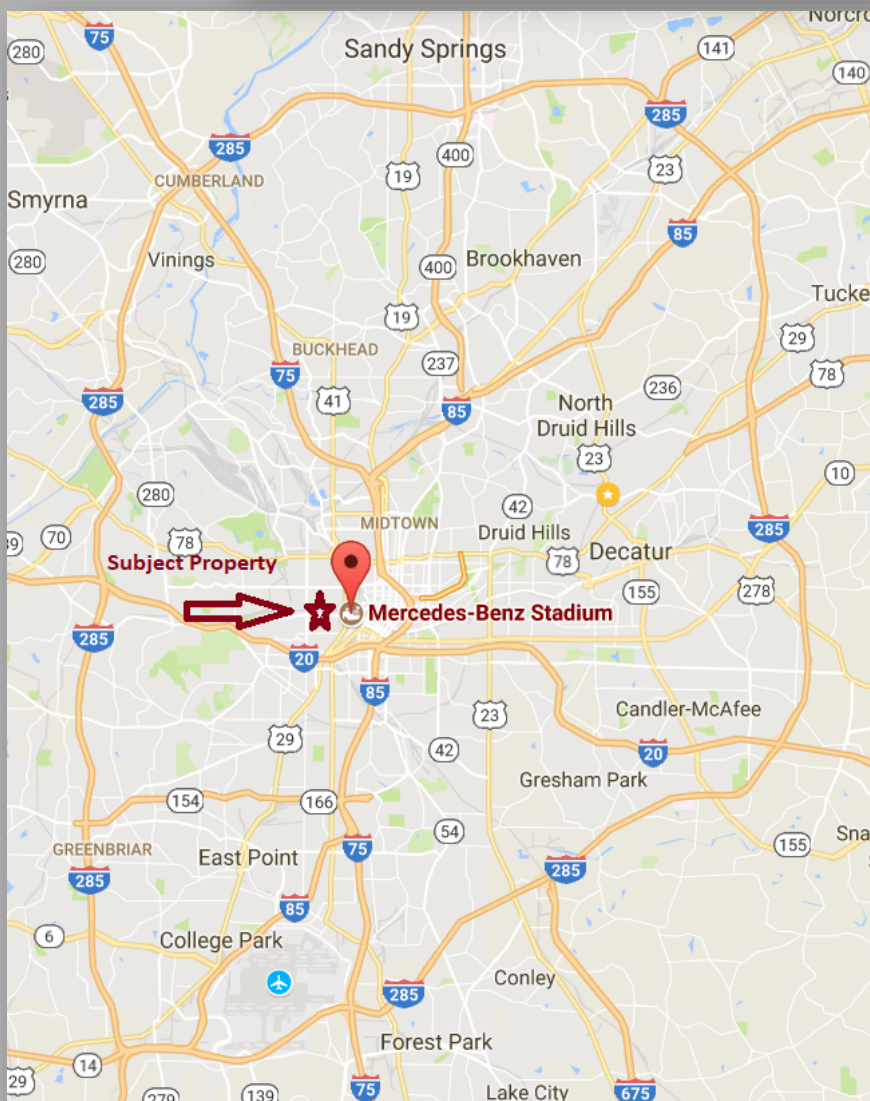 Norcro
75
280
Sandy Springs
141
140
285
285
400
23
19
CUMBERLAND
Smyrna
85
280
Vinings
400
Brookhaven
Tucke
19
29
BUCKHEAD
237
75
78
236
285
41
85
North
Druid Hills
23
10
280
42
MIDTOWN
285
70
78
Druid Hills
Decatur
78
Subject Property
155
278
Mercedes-Benz Stadium
285
20
85
Candler-McAfee
23
29
42
20
Gresham Park
154
166
54
Sna
155
GREENBRIAR
East Point
75
285
285
85
6
College Park
Conley
285
Forest Park
14
29
75
Lake City
675
279
139